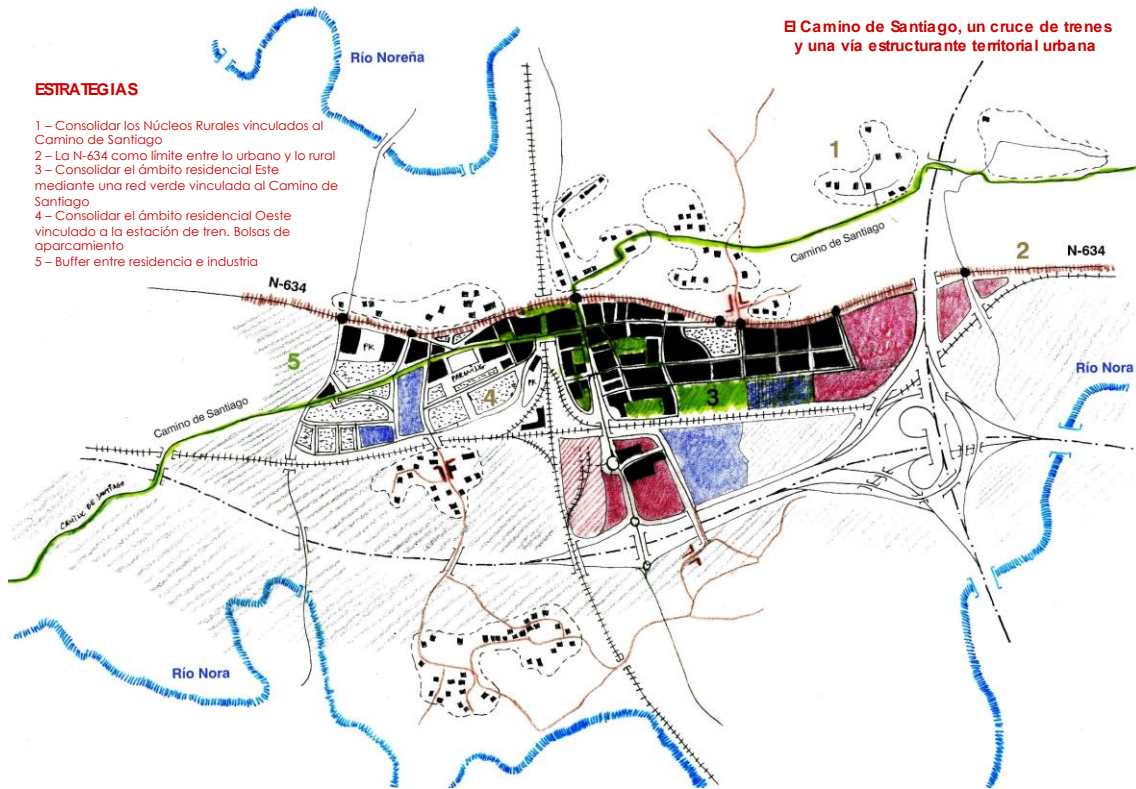 El Camino de Santiago, un cruce de trenes
y una vía estructurante territorial urbana
Río Noreña
ESTRATEGIAS
1 – Consolidar los Núcleos Rurales vinculados al
Camino de Santiago
2 – La N-634 como límite entre lo urbano y lo rural
3 – Consolidar el ámbito residencial Este
mediante una red verde vinculada al Camino de
Santiago
4 – Consolidar el ámbito residencial Oeste
vinculado a la estación de tren. Bolsas de
aparcamiento
5 – Buffer entre residencia e industria
1
Camino de Santiago
2
N-634
N-634
PK
5
PARKING
PK
4
3
Río Nora
Camino de Santiago
CAMINO DE SANTIAGO
Río Nora